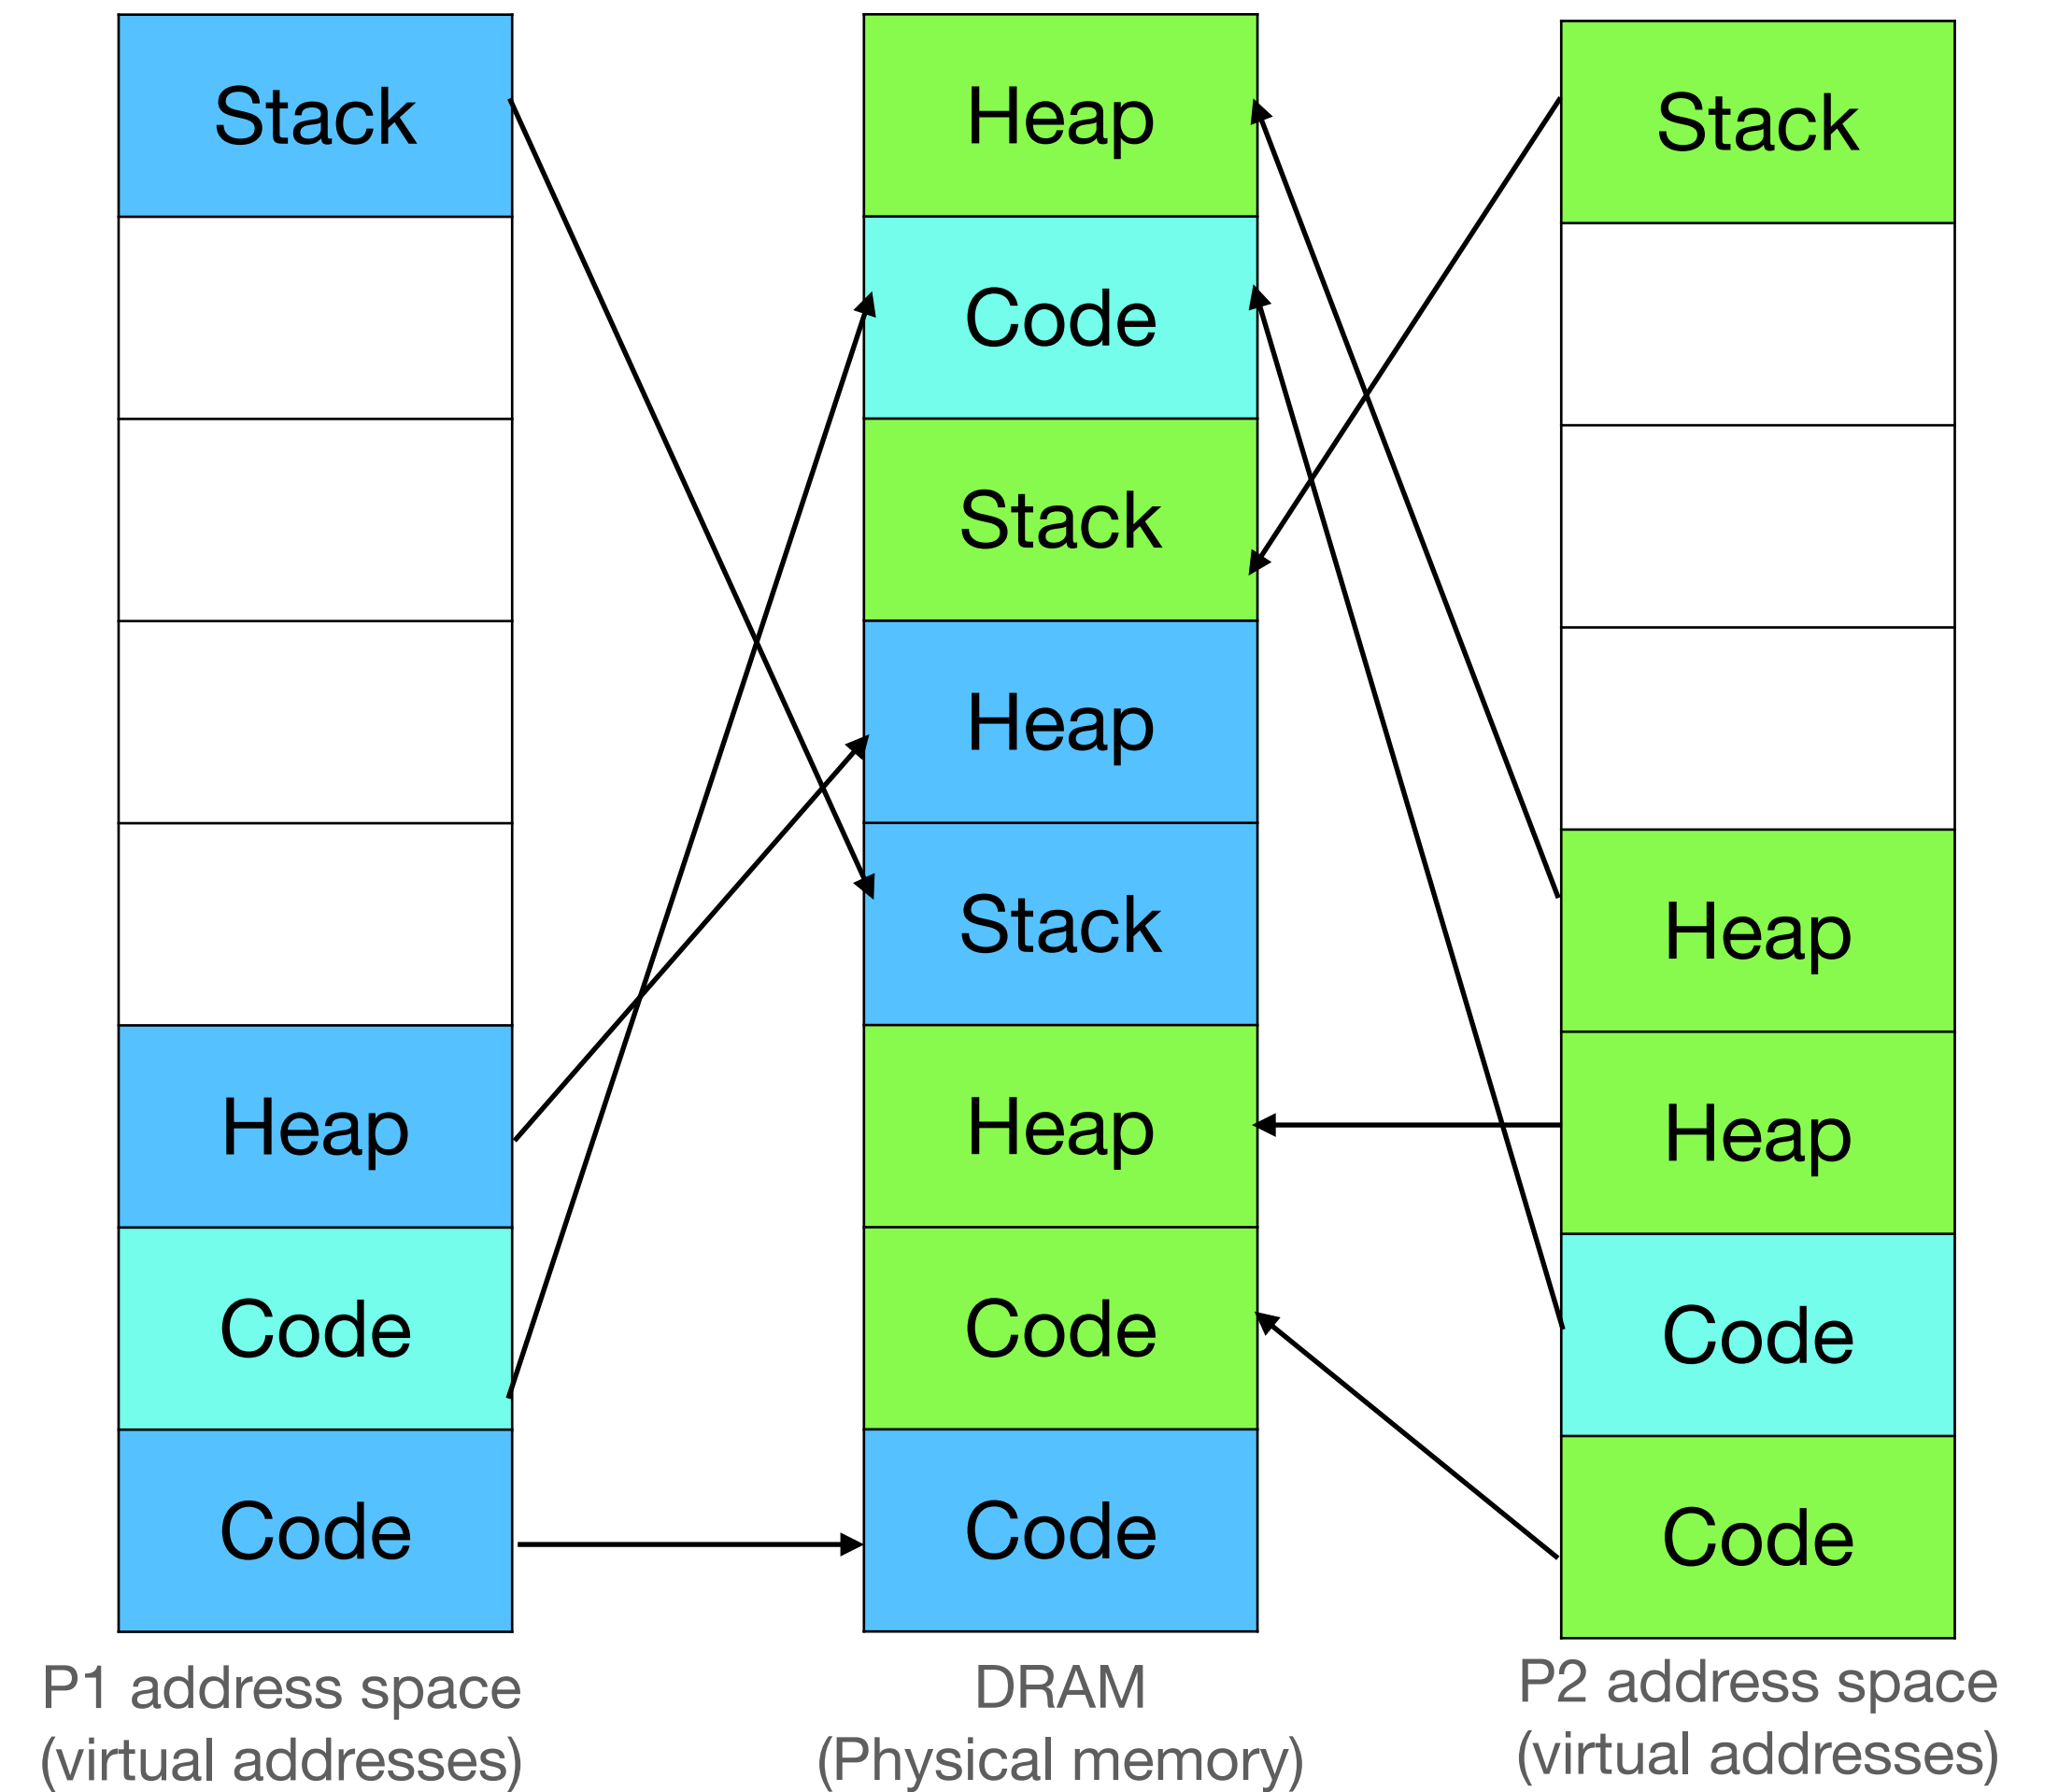 Stack
Heap
Code
Code
P1 address space
(virtual addresses)
Heap
Code
Stack
Heap
Stack
Heap
Code
Code
DRAM
(Physical memory)
Stack
Heap
Heap
Code
Code
P2 address space
(virtual addresses)